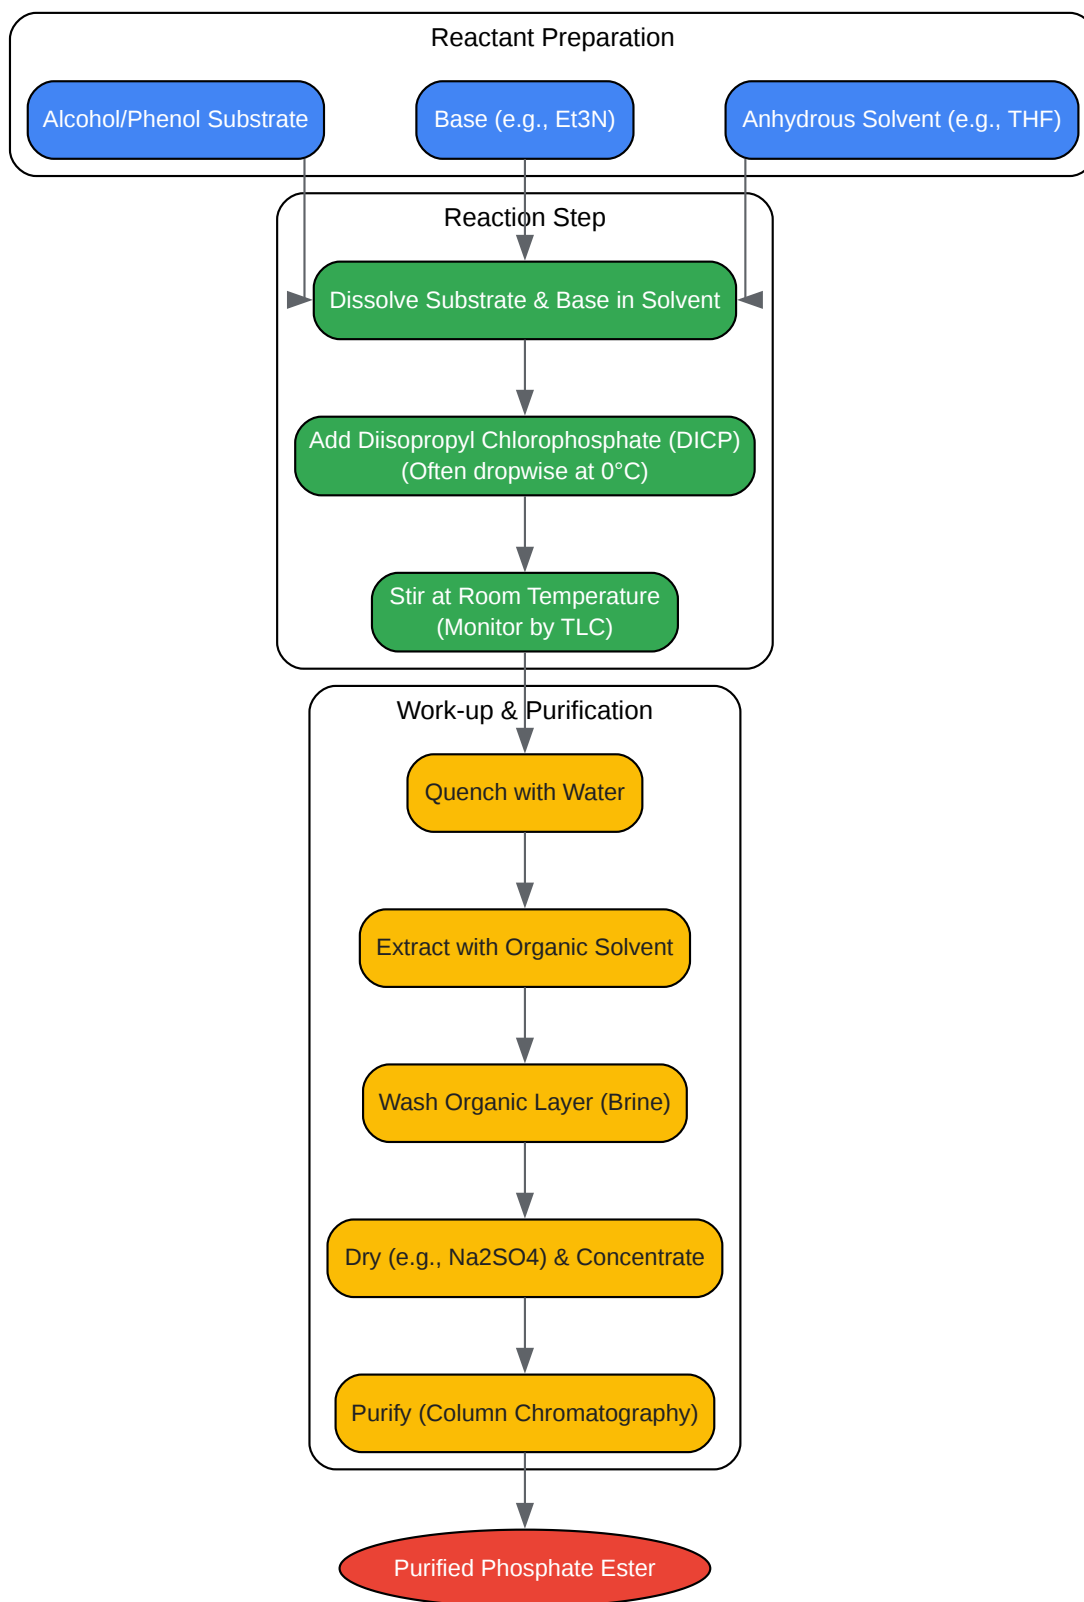 Reactant Preparation
Alcohol/Phenol Substrate
Base (e.g., Et3N)
Anhydrous Solvent (e.g., THF)
Reaction Step
Dissolve Substrate & Base in Solvent
Add Diisopropyl Chlorophosphate (DICP)
(Often dropwise at 0°C)
Stir at Room Temperature
(Monitor by TLC)
Work-up & Purification
Quench with Water
Extract with Organic Solvent
Wash Organic Layer (Brine)
Dry (e.g., Na2SO4) & Concentrate
Purify (Column Chromatography)
Purified Phosphate Ester